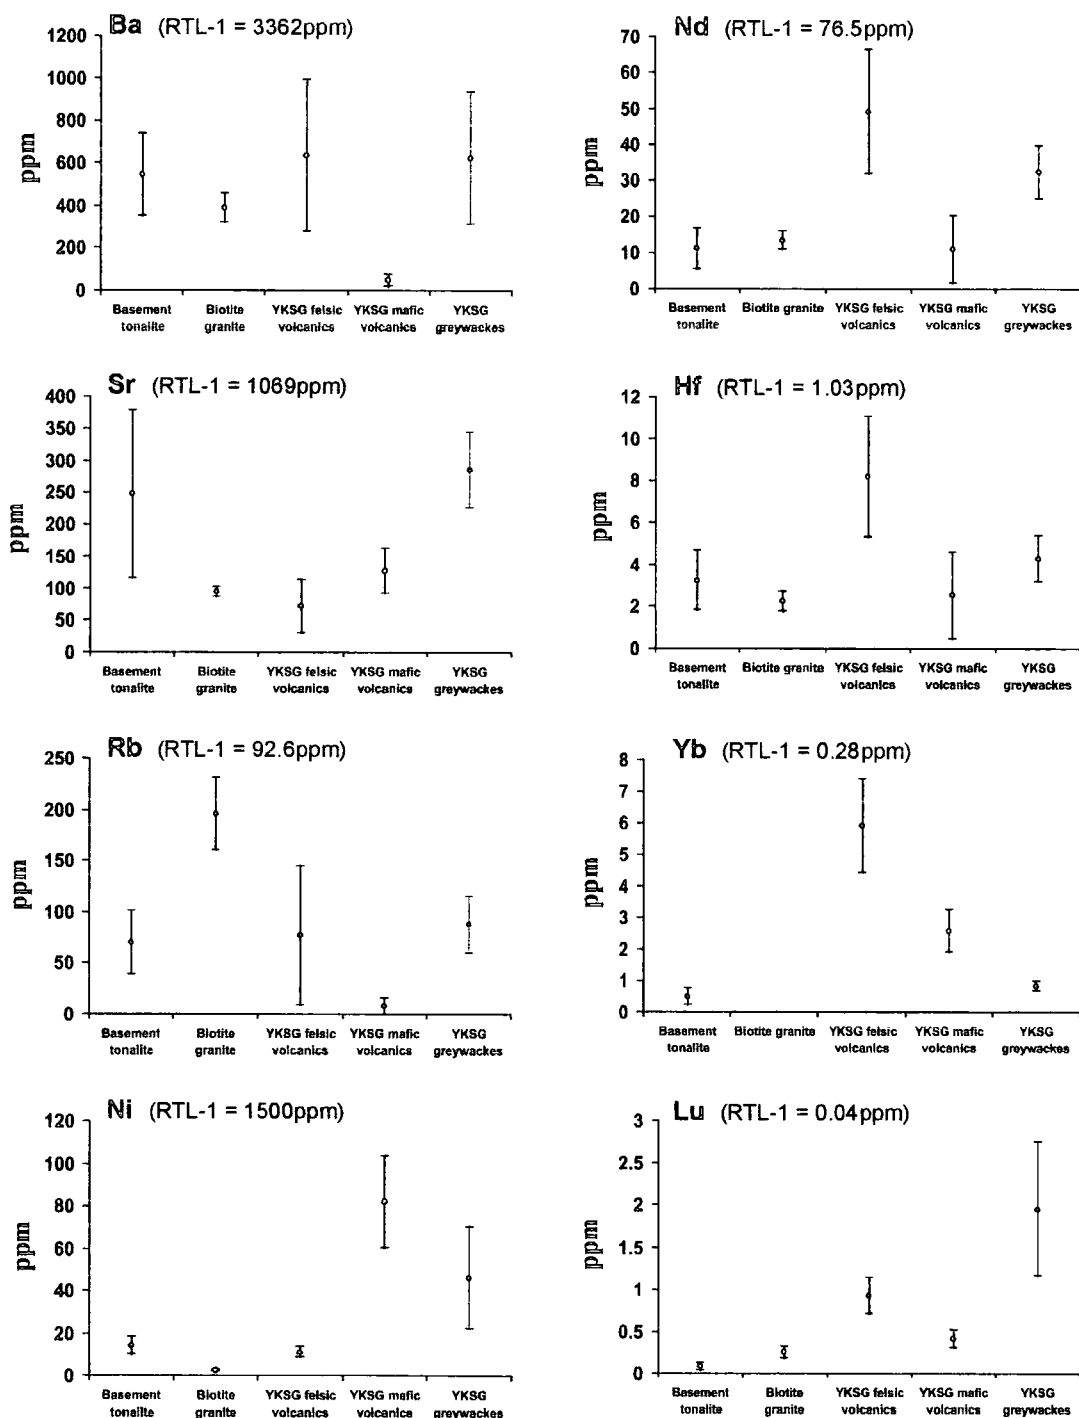 Ba (RTL-1 = 3362ppm)
1200
1000
800
600
400
200
0
ppm
Basement tonalite
Biotite granite
YKSG felsic volcanics
YKSG mafic volcanics
YKSG greywackes
Nd (RTL-1 = 76.5ppm)
70
60
50
40
30
20
10
0
ppm
Basement tonalite
Biotite granite
YKSG felsic volcanics
YKSG mafic volcanics
YKSG greywackes
Sr (RTL-1 = 1069ppm)
400
350
300
250
200
150
100
50
0
ppm
Basement tonalite
Biotite granite
YKSG felsic volcanics
YKSG mafic volcanics
YKSG greywackes
Hf (RTL-1 = 1.03ppm)
12
10
8
6
4
2
0
ppm
Basement tonalite
Biotite granite
YKSG felsic volcanics
YKSG mafic volcanics
YKSG greywackes
Rb (RTL-1 = 92.6ppm)
250
200
150
100
50
0
ppm
Basement tonalite
Biotite granite
YKSG felsic volcanics
YKSG mafic volcanics
YKSG greywackes
Yb (RTL-1 = 0.28ppm)
8
7
6
5
4
3
2
1
0
ppm
Basement tonalite
Biotite granite
YKSG felsic volcanics
YKSG mafic volcanics
YKSG greywackes
Ni (RTL-1 = 1500ppm)
120
100
80
60
40
20
0
ppm
Basement tonalite
Biotite granite
YKSG felsic volcanics
YKSG mafic volcanics
YKSG greywackes
Lu (RTL-1 = 0.04ppm)
3
2.5
2
1.5
1
0.5
0
ppm
Basement tonalite
Biotite granite
YKSG felsic volcanics
YKSG mafic volcanics
YKSG greywackes